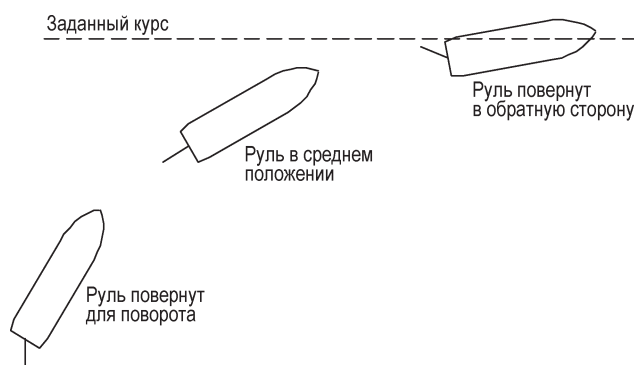 Заданный курс
Руль повернут
в обратную сторону
Руль в среднем
положении
Руль повернут
для поворота